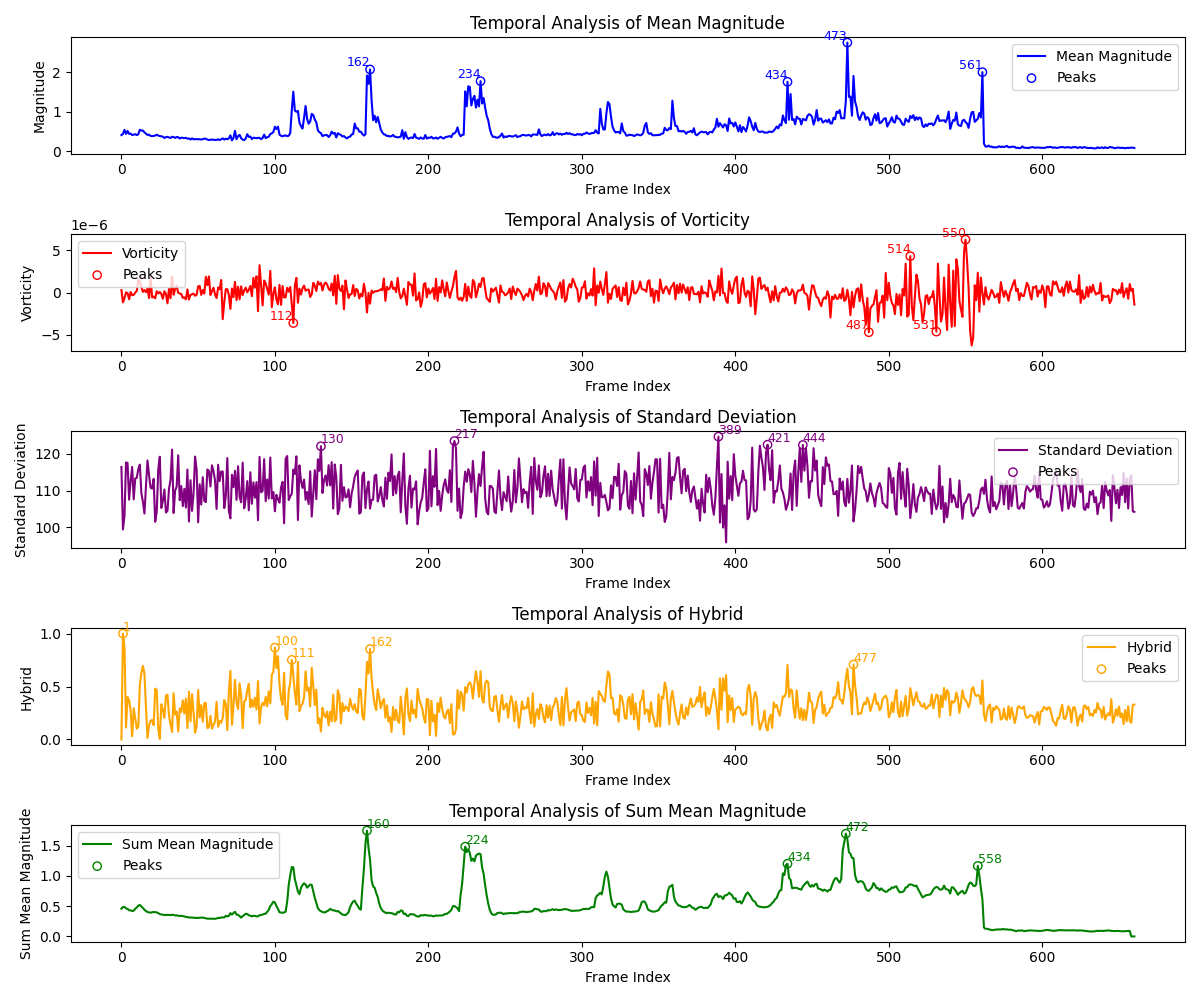 Temporal Analysis of Mean Magnitude
Magnitude
2
1
0
162
234
434
473
561
Mean Magnitude
Peaks
0 100 200 300 400 500 600
Frame Index
Temporal Analysis of Vorticity
1e−6
Vorticity
5
0
−5
Vorticity
Peaks
112
487
514
531
550
0 100 200 300 400 500 600
Frame Index
Temporal Analysis of Standard Deviation
Standard Deviation
120
110
100
130
217
389
421
444
Standard Deviation
Peaks
0 100 200 300 400 500 600
Frame Index
Temporal Analysis of Hybrid
Hybrid
1.0
0.5
0.0
1
100
111
162
477
Hybrid
Peaks
0 100 200 300 400 500 600
Frame Index
Temporal Analysis of Sum Mean Magnitude
Sum Mean Magnitude
1.5
1.0
0.5
0.0
Sum Mean Magnitude
Peaks
160
224
434
472
558
0 100 200 300 400 500 600
Frame Index